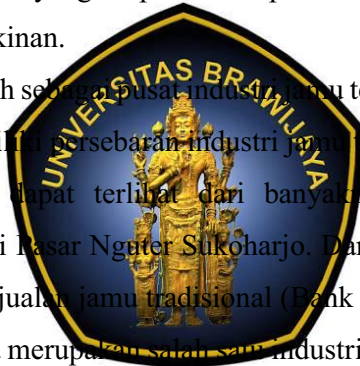 kinan.
UNIVERSITAS BRAWIJAYA
h sebagai pusat industri jamu te
iliki persebaran industri jamu
dapat terlihat dari banyak
i Pasar Nguter Sukoharjo. Dar
jualan jamu tradisional (Bank
merupakan salah satu industri